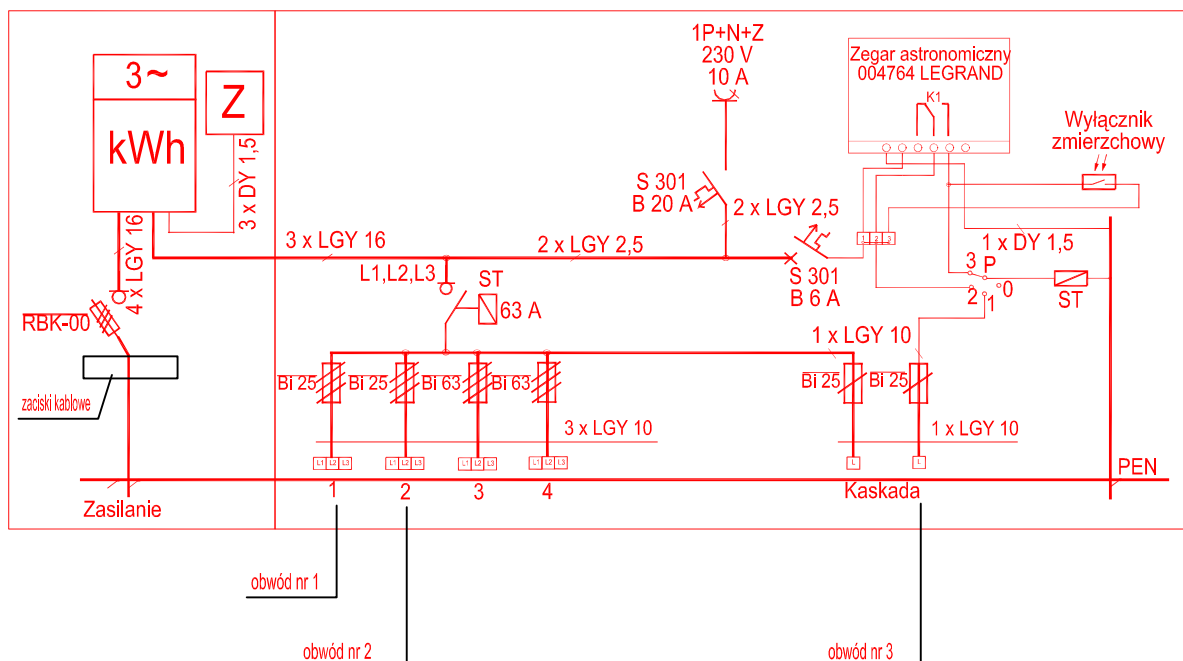 3~
kWh
Z
3 x DY 1,5
4 x LGY 16
RBK-00
zaciski kablowe
Zasilanie
3 x LGY 16
L1,L2,L3
ST
63 A
2 x LGY 2,5
1P+N+Z
230 V
10 A
S 301
B 20 A
2 x LGY 2,5
S 301
B 6 A
Zegar astronomiczny
004764 LEGRAND
K1
Wyłącznik
zmierzchowy
1 2 3
1 x DY 1,5
3 P
2 1 0
ST
1 x LGY 10
Bi 25
Bi 25
Bi 63
Bi 63
Bi 25
Bi 25
3 x LGY 10
1 x LGY 10
L1 L2 L3
L1 L2 L3
L1 L2 L3
L1 L2 L3
L
L
PEN
1
2
3
4
Kaskada
obwód nr 1
obwód nr 2
obwód nr 3